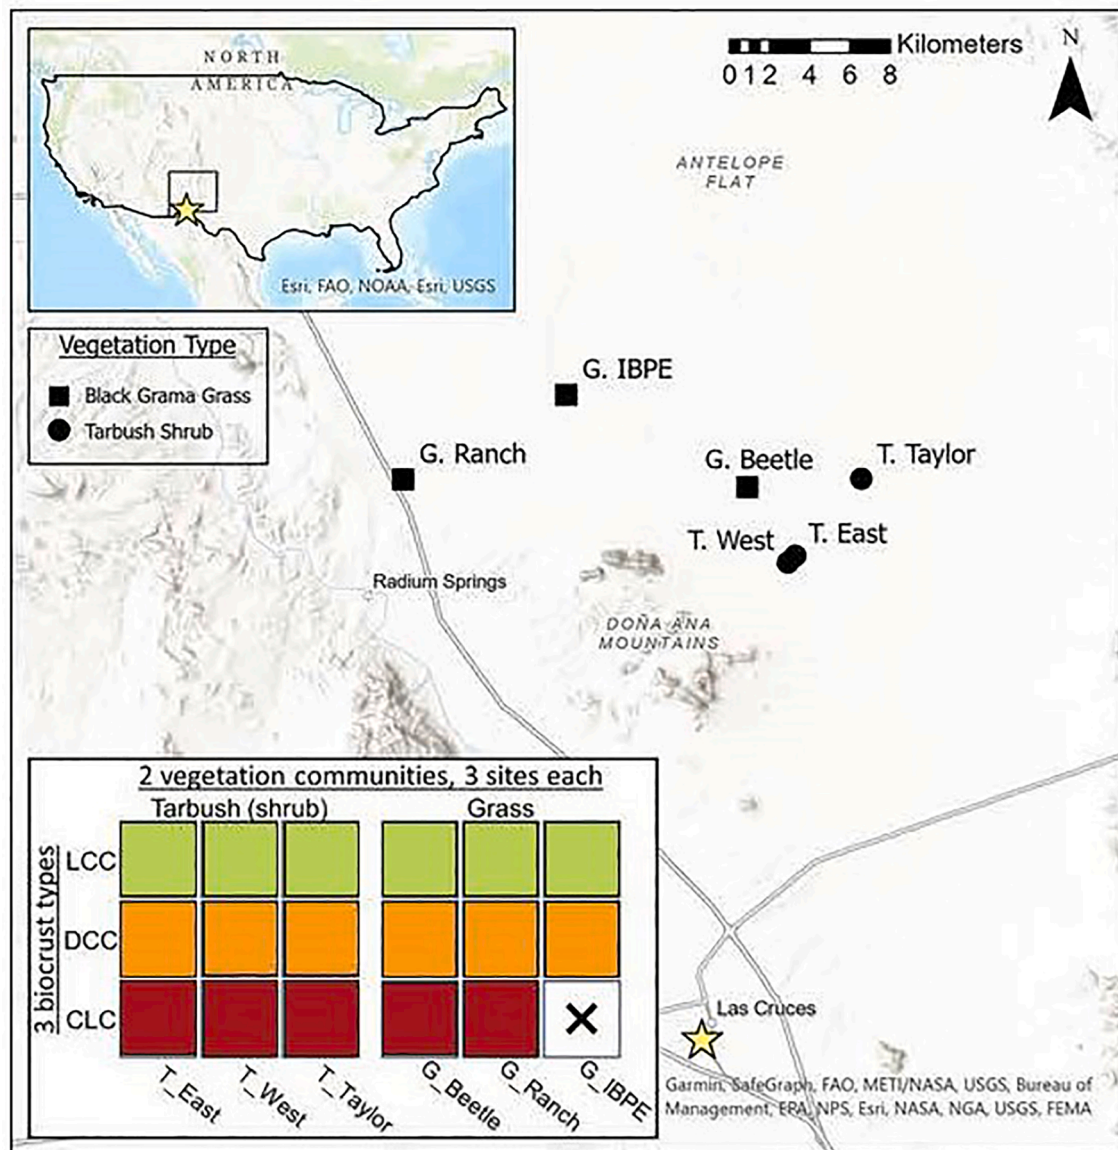 NORTH
AMERICA
Esri, FAO, NOAA, Esri, USGS
Kilometers
0 1 2 4 6 8
N
ANTELOPE
FLAT
Vegetation Type
Black Grama Grass
Tarbush Shrub
G. IBPE
G. Ranch
G. Beetle
T. Taylor
T. West
T. East
Radium Springs
DOÑA ANA
MOUNTAINS
2 vegetation communities, 3 sites each
Tarbush (shrub)
Grass
3 biocrust types
LCC
DCC
CLC
T_East
T_West
T_Taylor
G_Beetle
G_Ranch
G_IBPE
Las Cruces
Garmin, SafeGraph, FAO, METI/NASA, USGS, Bureau of
Management, EPA, NPS, Esri, NASA, NGA, USGS, FEMA